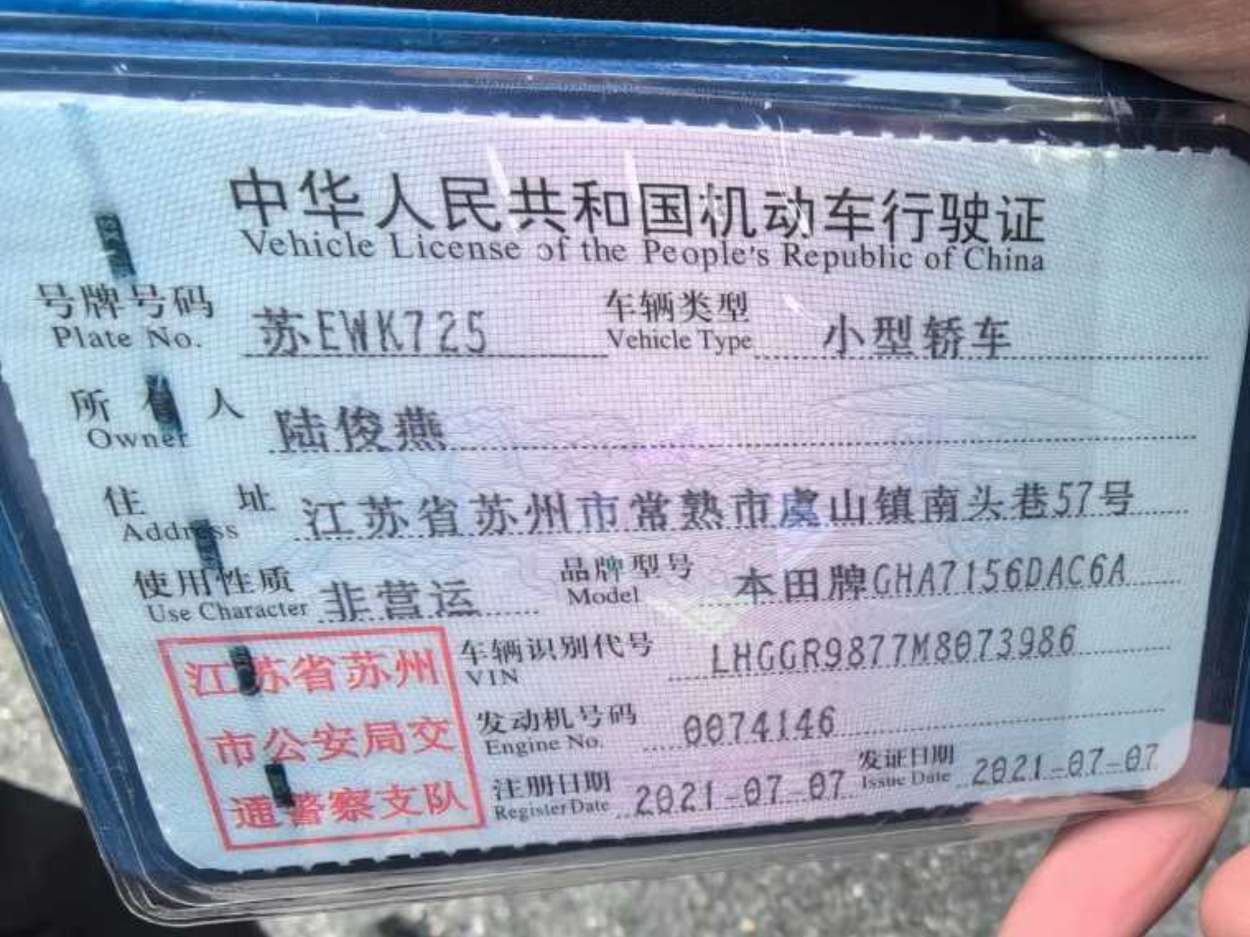 中华人民共和国机动车行驶证
Vehicle License of the People's Republic of China
号牌号码 苏EWK725 车辆类型 小型轿车
Plate No. Vehicle Type
所有人 陆俊燕
Owner
住址 江苏省苏州市常熟市虞山镇南头巷57号
Address
使用性质 非营运 品牌型号 本田牌GHA7156DAC6A
Use Character Model
江苏省苏州
市公安局交
通警察支队
车辆识别代号 LHGGR9877M8073986
VIN
发动机号码 0074146
Engine No.
注册日期 2021-07-07 发证日期 2021-07-07
Register Date Issue Date